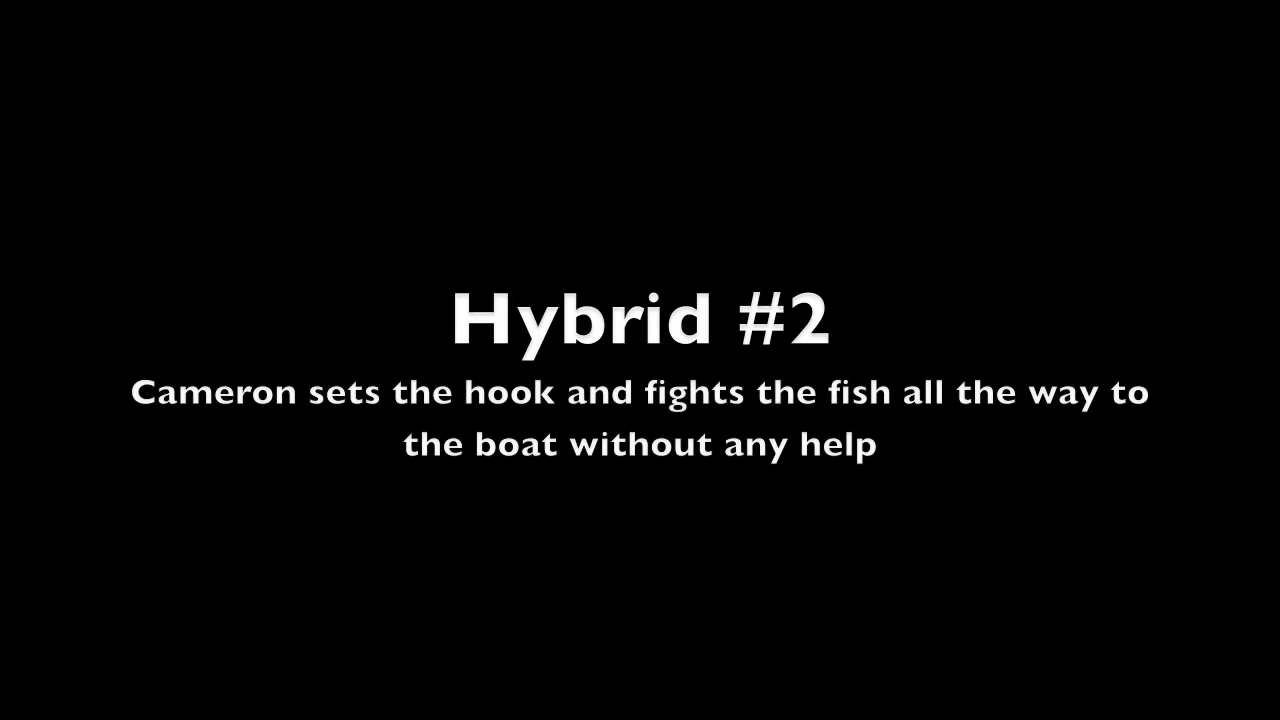 Hybrid #2
Cameron sets the hook and fights the fish all the way to
the boat without any help